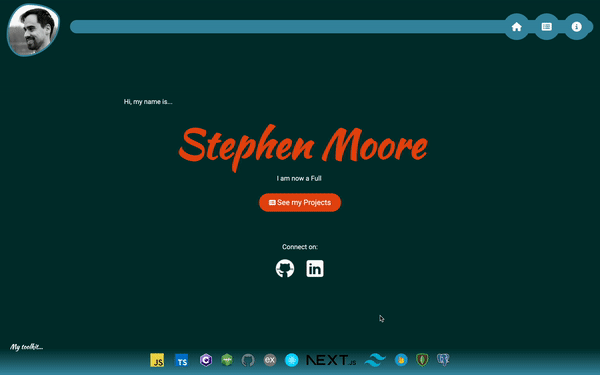 Hi, my name is...
Stephen Moore
I am now a Full
See my Projects
Connect on:
My toolkit...
JS
TS
C
ex
NEXT.JS